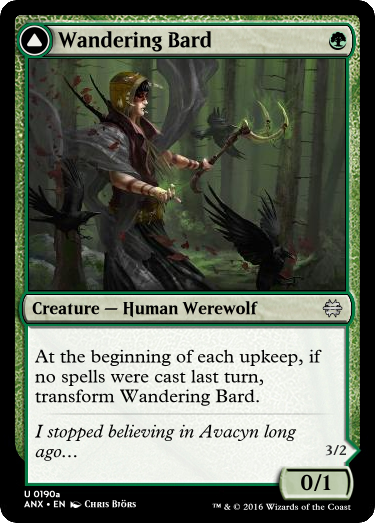 Wandering Bard
Creature — Human Werewolf
At the beginning of each upkeep, if
no spells were cast last turn,
transform Wandering Bard.
I stopped believing in Avacyn long
ago…
3/2
0/1
U 0190a
ANX • EN Chris Björs
™ & © 2016 Wizards of the Coast